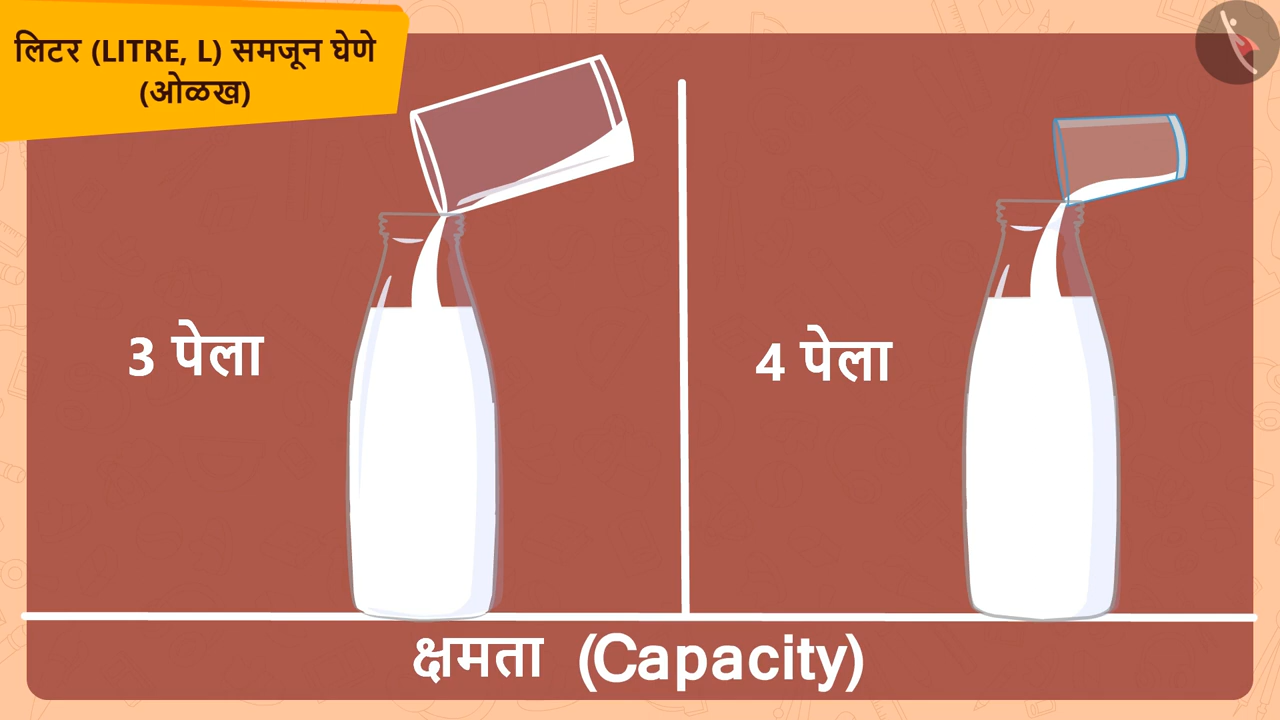 लिटर (LITRE, L) समजून घेणे
(ओळख)
3 पेला
4 पेला
क्षमता (Capacity)